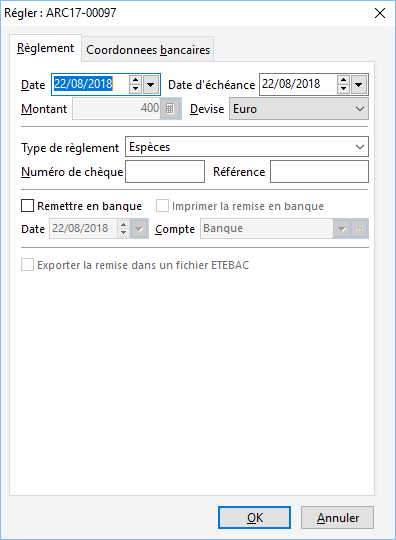 Régler : ARC17-00097
Règlement Coordonnees bancaires
Date 22/08/2018 Date d'échéance 22/08/2018
Montant 400 Devise Euro
Type de règlement Espèces
Numéro de chèque Référence
Remettre en banque Imprimer la remise en banque
Date 22/08/2018 Compte Banque ...
Exporter la remise dans un fichier ETEBAC
OK Annuler